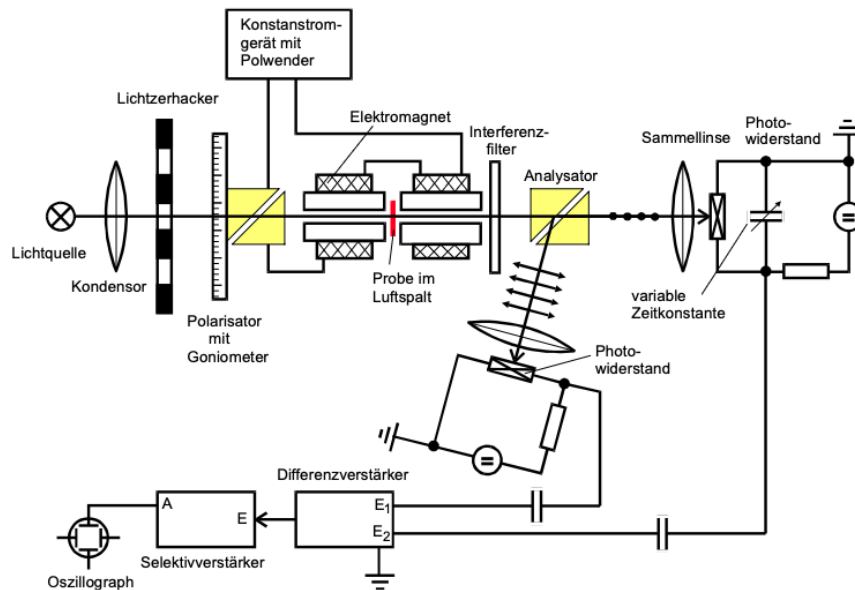 Konstanstrom-
gerät mit
Polwender
Lichtzerhacker
Elektromagnet
Interferenz-
filter
Analysator
Sammellinse
Photo-
widerstand
Lichtquelle
Kondensor
Polarisator
mit
Goniometer
Probe im
Luftspalt
variable
Zeitkonstante
Photo-
widerstand
Differenzverstärker
A
E
E1
E2
Selektivverstärker
Oszillograph